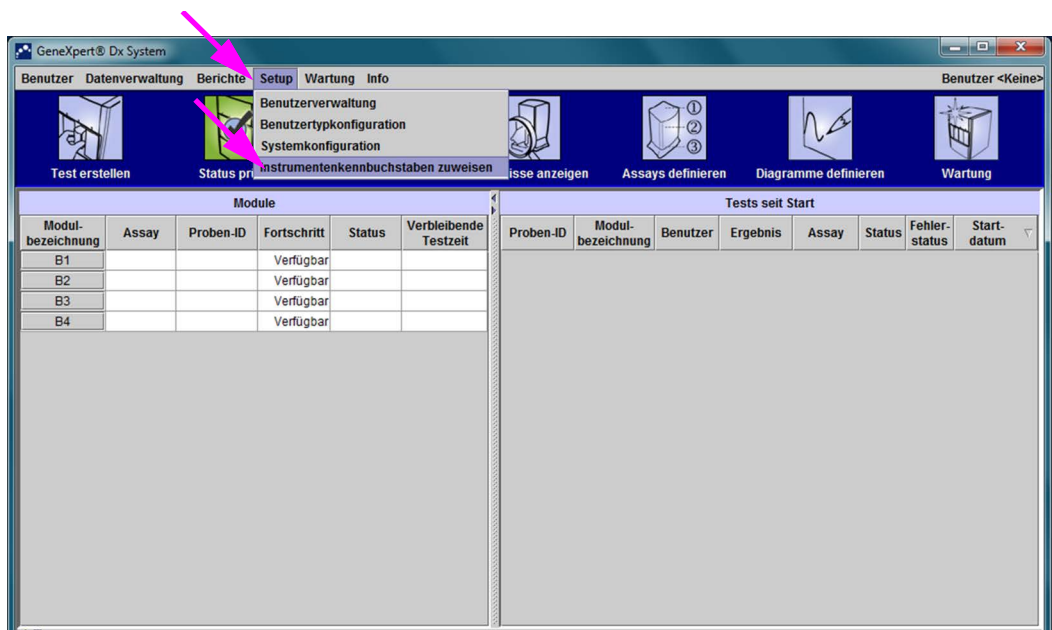 GeneXpert® Dx System
Benutzer Datenverwaltung Berichte Setup Wartung Info Benutzer <Keine>
Benutzerverwaltung
Benutzertypkonfiguration
Systemkonfiguration
Instrumentenkennbuchstaben zuweisen
①
②
③
Test erstellen Status anzeigen Assays definieren Diagramme definieren Wartung
Module
Modul-
bezeichnung Assay Proben-ID Fortschritt Status Verbleibende
Testzeit
B1 Verfügbar
B2 Verfügbar
B3 Verfügbar
B4 Verfügbar
Tests seit Start
Proben-ID Modul-
bezeichnung Benutzer Ergebnis Assay Status Fehler-
status Start-
datum